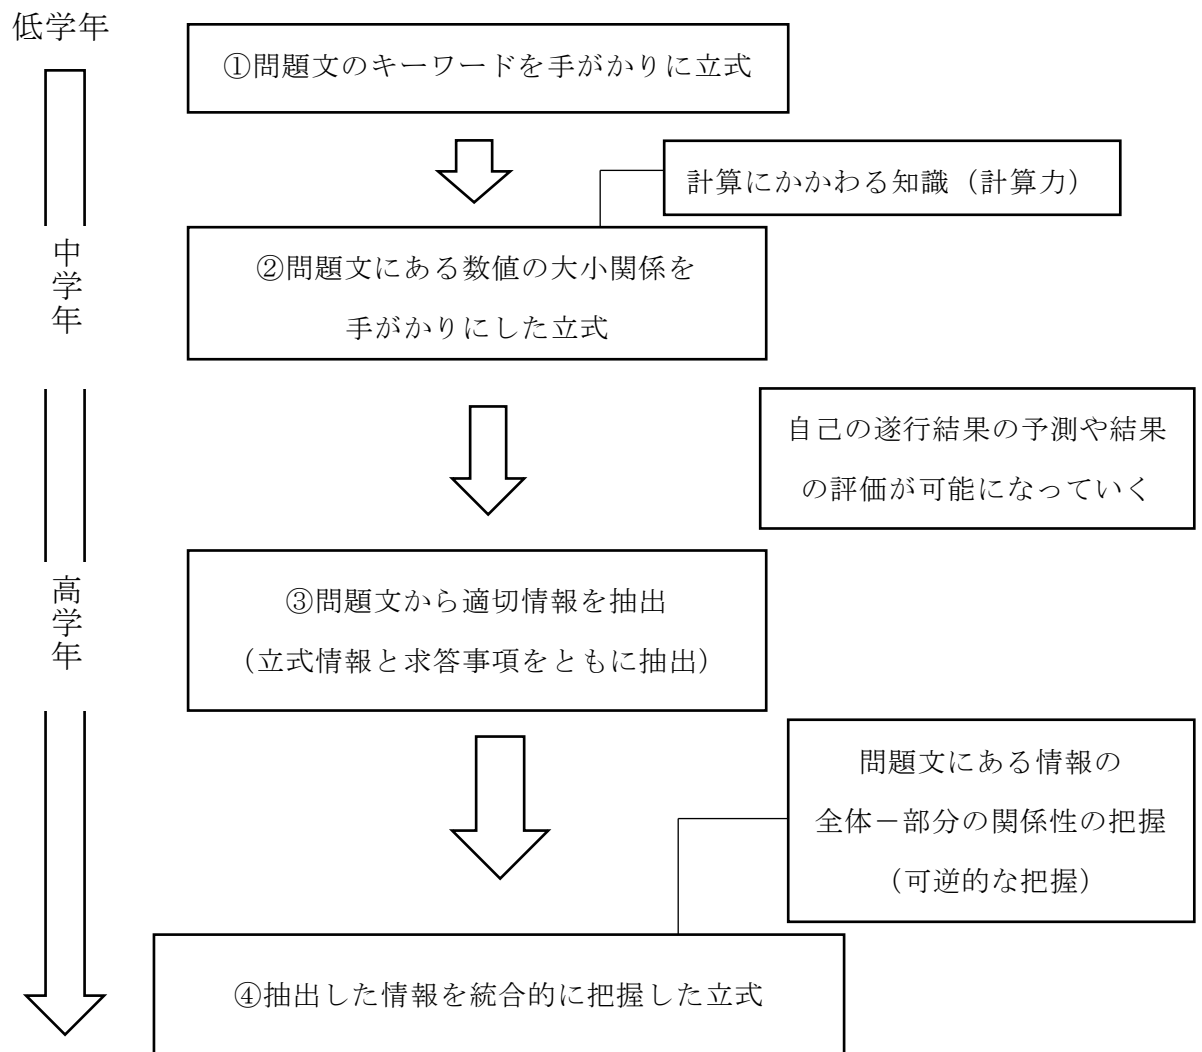 低学年
①問題文のキーワードを手がかりに立式
計算にかかわる知識（計算力）
中学年
②問題文にある数値の大小関係を
手がかりにした立式
自己の遂行結果の予測や結果
の評価が可能になっていく
高学年
③問題文から適切情報を抽出
（立式情報と求答事項をともに抽出）
問題文にある情報の
全体－部分の関係性の把握
（可逆的な把握）
④抽出した情報を統合的に把握した立式